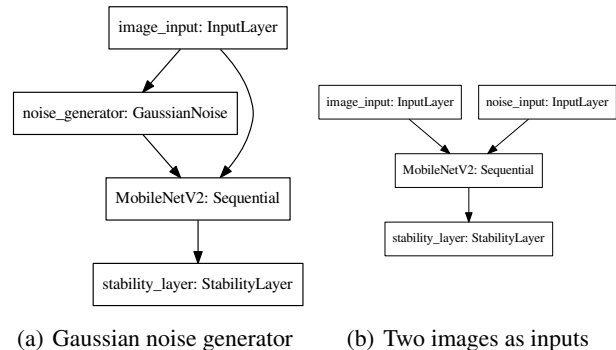 image_input: InputLayer
noise_generator: GaussianNoise
MobileNetV2: Sequential
stability_layer: StabilityLayer
(a) Gaussian noise generator
image_input: InputLayer
noise_input: InputLayer
MobileNetV2: Sequential
stability_layer: StabilityLayer
(b) Two images as inputs